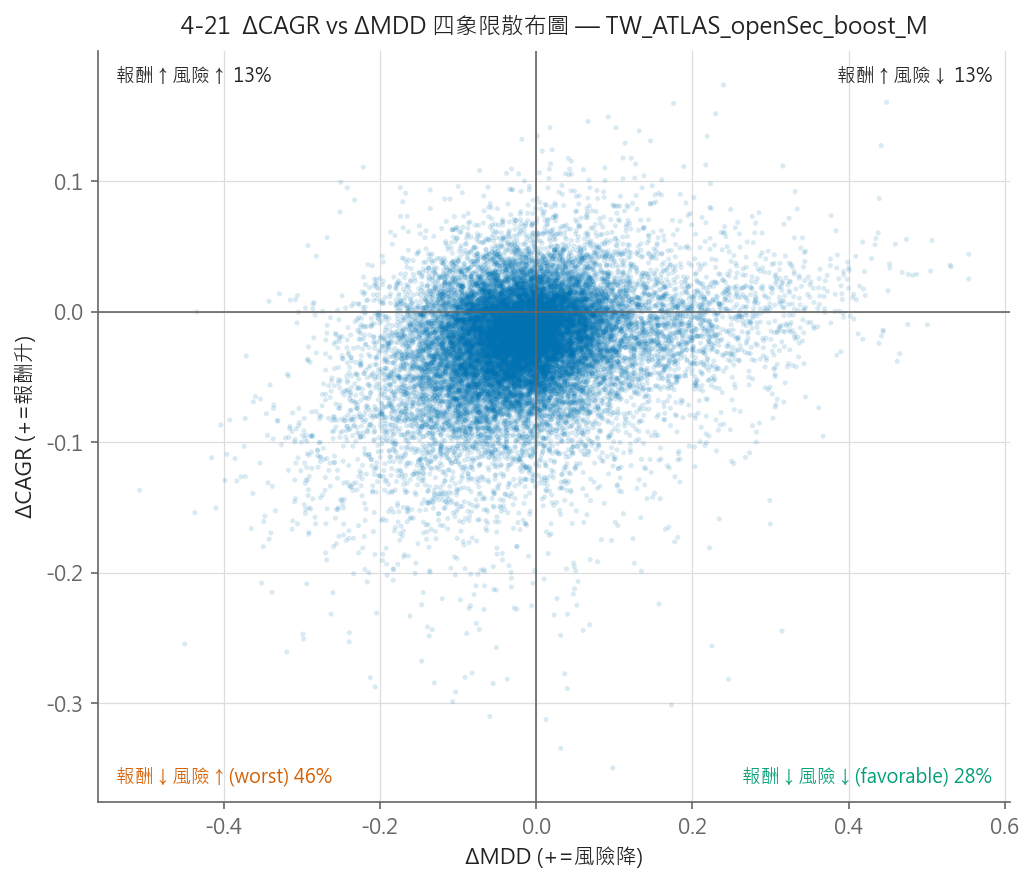 4-21 ΔCAGR vs ΔMDD 四象限散布圖 — TW_ATLAS_openSec_boost_M
報酬↑風險↑ 13%
報酬↑風險↓ 13%
0.1
0.0
-0.1
-0.2
-0.3
ΔCAGR (+=報酬升)
報酬↓風險↑(worst) 46%
報酬↓風險↓(favorable) 28%
-0.4
-0.2
0.0
0.2
0.4
0.6
ΔMDD (+=風險降)